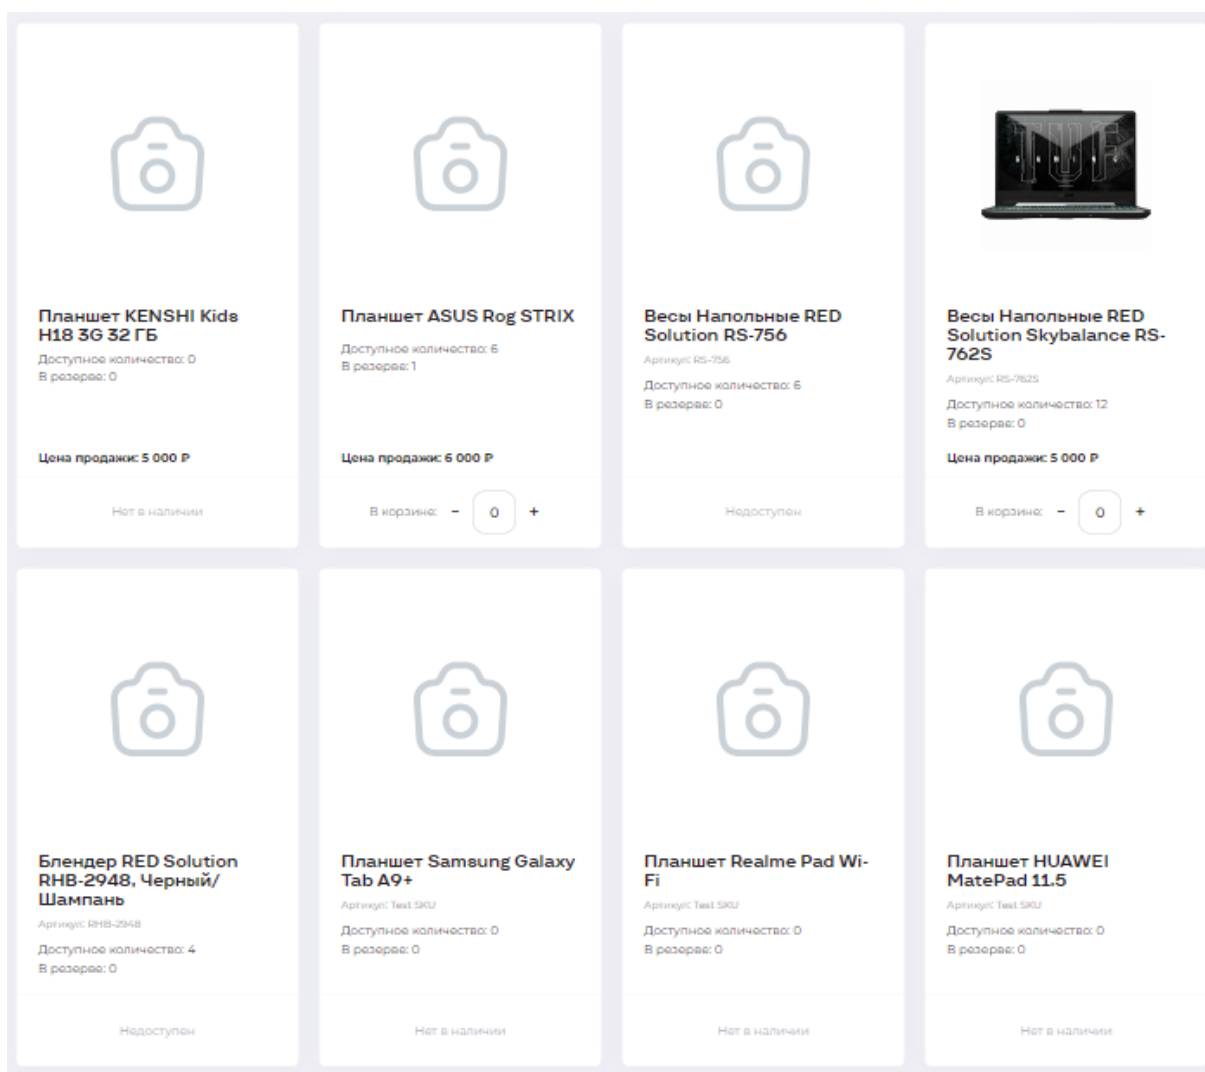 TUF
Планшет KENSHI Kids
H18 3G 32 ГБ
Доступное количество: 0
В резерве: 0
Цена продажи: 5 000 ₽
Нет в наличии
Планшет ASUS Rog STRIX
Доступное количество: 6
В резерве: 1
Цена продажи: 6 000 ₽
В корзине: - 0 +
Весы Напольные RED
Solution RS-756
Артикул: RS-756
Доступное количество: 6
В резерве: 0
Недоступен
Весы Напольные RED
Solution Skybalance RS-
762S
Артикул: RS-762S
Доступное количество: 12
В резерве: 0
Цена продажи: 5 000 ₽
В корзине: - 0 +
Блендер RED Solution
RHB-2948, Черный/
Шампань
Артикул: RHB-2948
Доступное количество: 4
В резерве: 0
Недоступен
Планшет Samsung Galaxy
Tab A9+
Артикул: Test SKU
Доступное количество: 0
В резерве: 0
Нет в наличии
Планшет Realme Pad Wi-
Fi
Артикул: Test SKU
Доступное количество: 0
В резерве: 0
Нет в наличии
Планшет HUAWEI
MatePad 11.5
Артикул: Test SKU
Доступное количество: 0
В резерве: 0
Нет в наличии